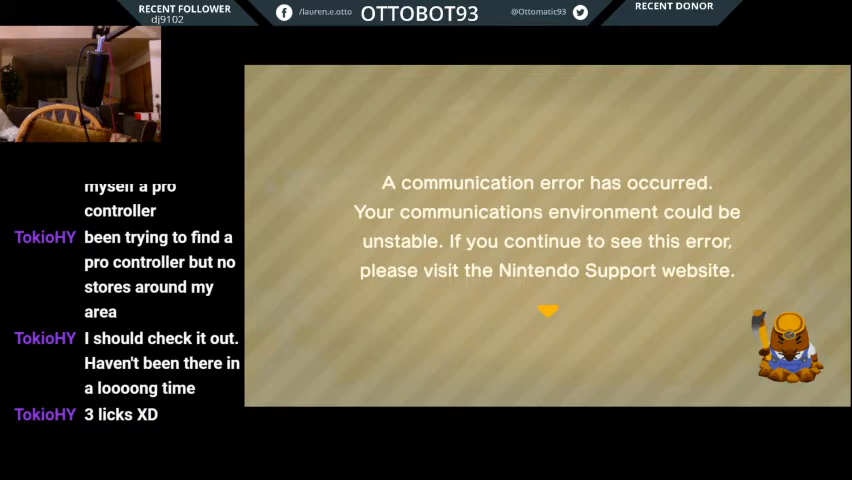 RECENT FOLLOWER
dj9102
/lauren.e.otto
OTTOBOT93
@Ottomatic93
RECENT DONOR
myself a pro
controller
TokioHY been trying to find a
pro controller but no
stores around my
area
TokioHY I should check it out.
Haven't been there in
a loooong time
TokioHY 3 licks XD
A communication error has occurred.
Your communications environment could be
unstable. If you continue to see this error,
please visit the Nintendo Support website.